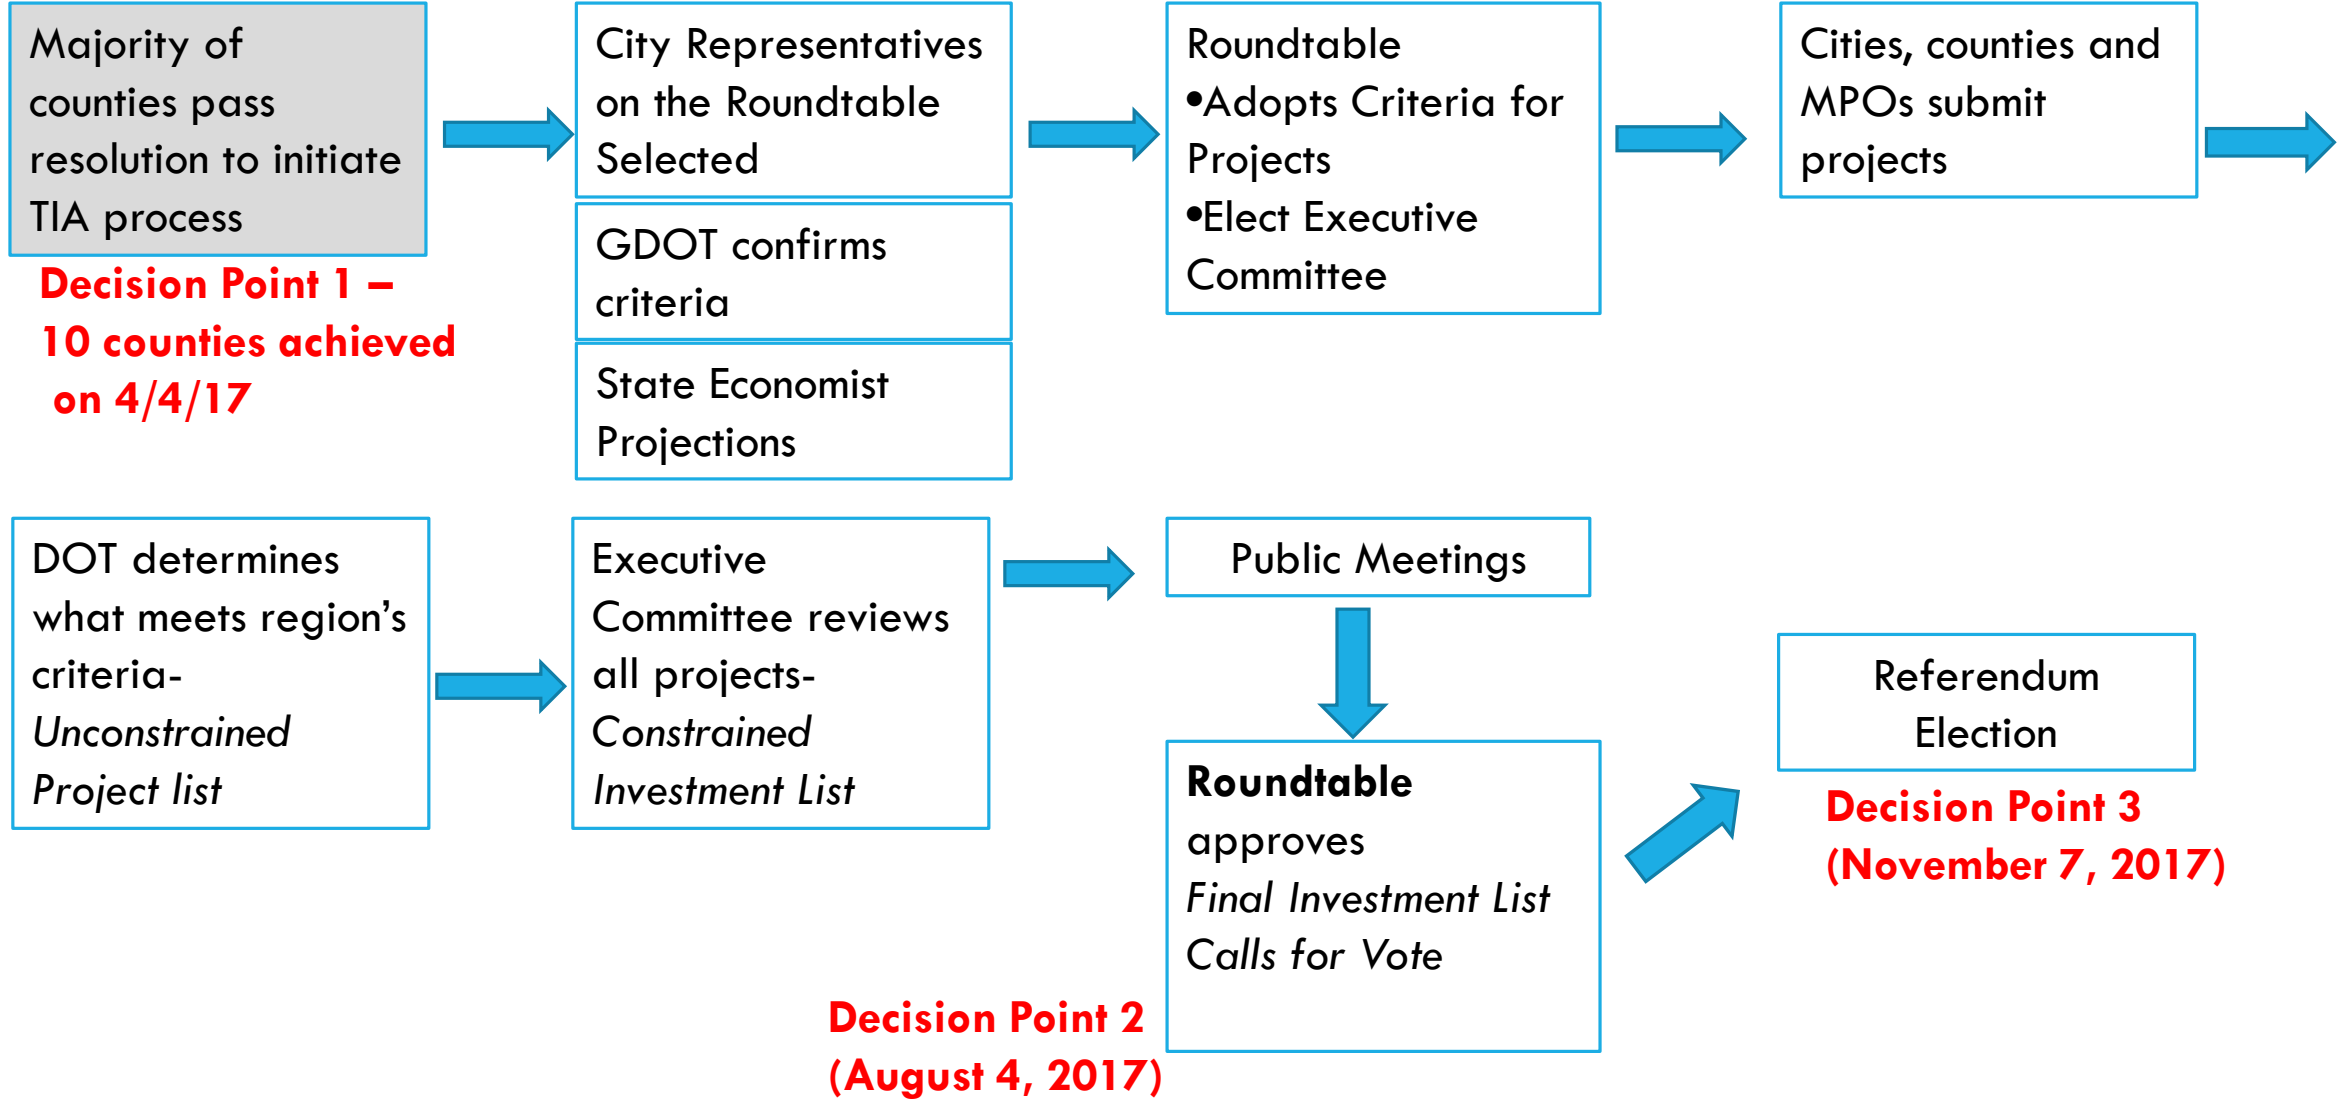 Majority of
counties pass
resolution to initiate
TIA process
Decision Point 1 –
10 counties achieved
on 4/4/17
City Representatives
on the Roundtable
Selected
GDOT confirms
criteria
State Economist
Projections
Roundtable
•Adopts Criteria for
Projects
•Elect Executive
Committee
Cities, counties and
MPOs submit
projects
DOT determines
what meets region’s
criteria-
Unconstrained
Project list
Executive
Committee reviews
all projects-
Constrained
Investment List
Public Meetings
Roundtable
approves
Final Investment List
Calls for Vote
Decision Point 2
(August 4, 2017)
Referendum
Election
Decision Point 3
(November 7, 2017)